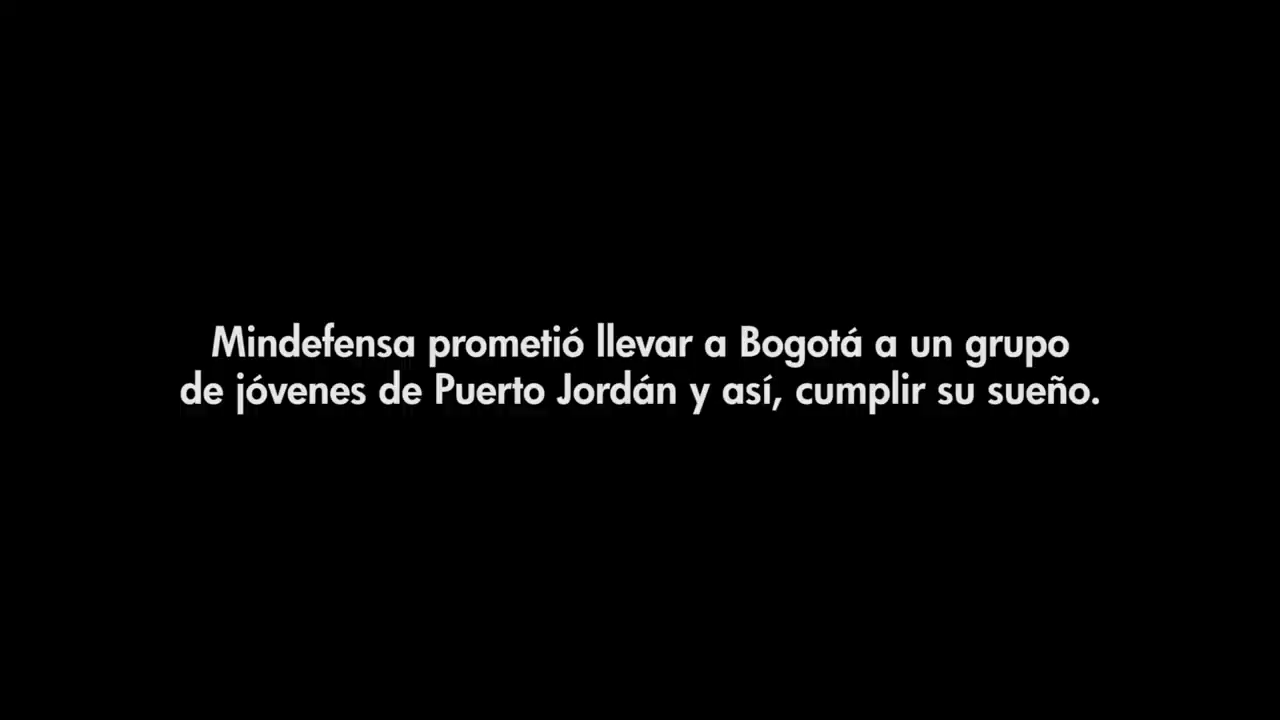 Mindefensa prometió llevar a Bogotá a un grupo
de jóvenes de Puerto Jordán y así, cumplir su sueño.